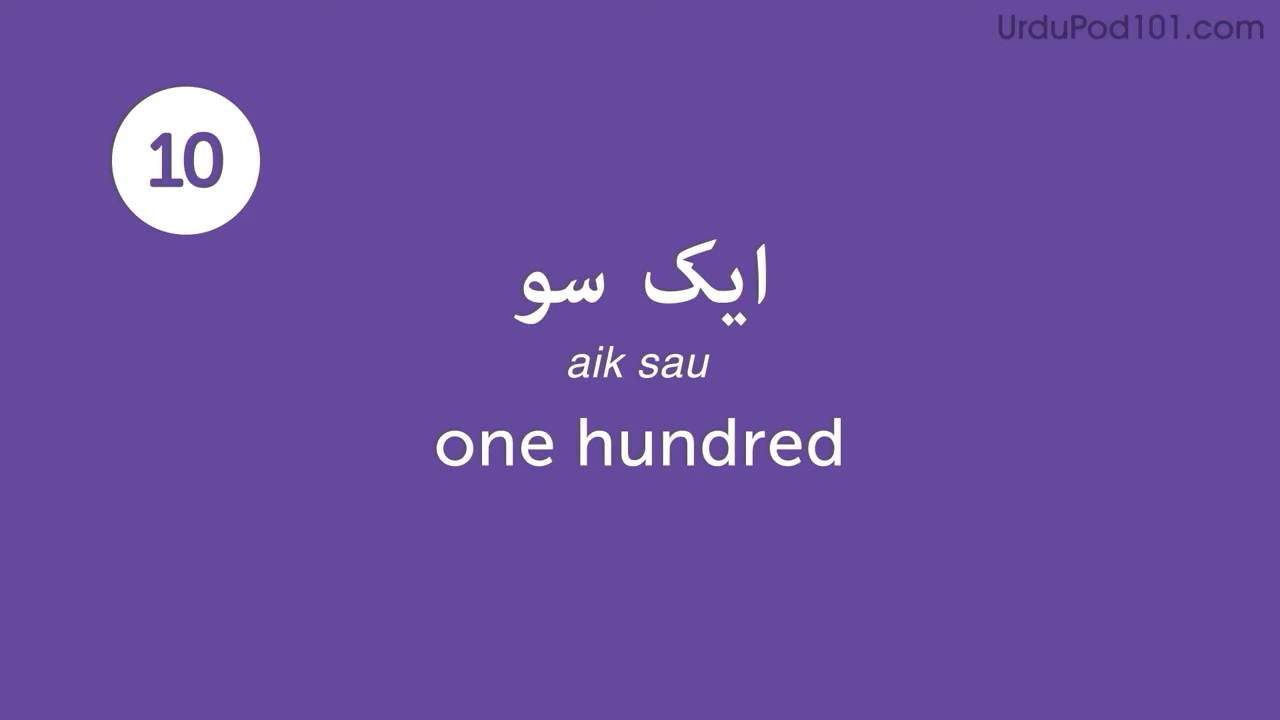 UrduPod101.com
10
ایک سو
aik sau
one hundred